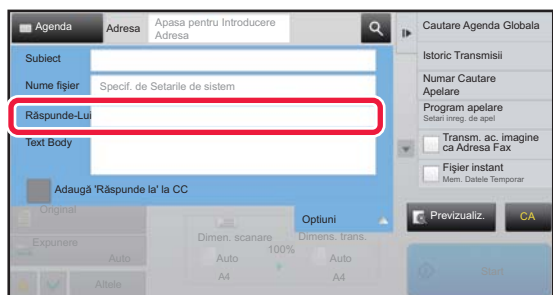 Agenda
Adresa
Apasa pentru Introducere
Adresa
Cautare Agenda Globala
Subiect
Istoric Transmisii
Nume fişier
Specif. de Setarile de sistem
Numar Cautare
Apelare
Răspunde-Lui
Program apelare
Setari inreg. de apel
Text Body
Transm. ac. imagine
ca Adresa Fax
Fişier instant
Mem. Datele Temporar
Adaugă 'Răspunde la' la CC
Original
Optiuni
Previzualiz.
CA
Expunere
Auto
Dimen. scanare
100%
Dimens. trans.
Auto
Auto
A4
A4
Altele
Start